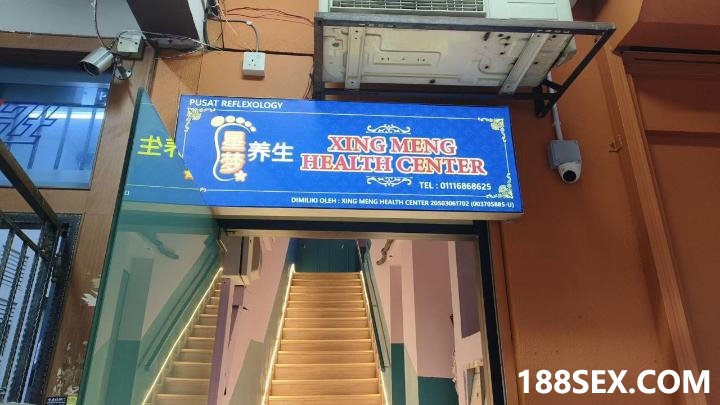 PUSAT REFLEXOLOGY
星梦 养生
XING MENG
HEALTH CENTER
TEL : 01116868625
DIMILIKI OLEH : XING MENG HEALTH CENTER 20503061702 (003705885-U)
188SEX.COM